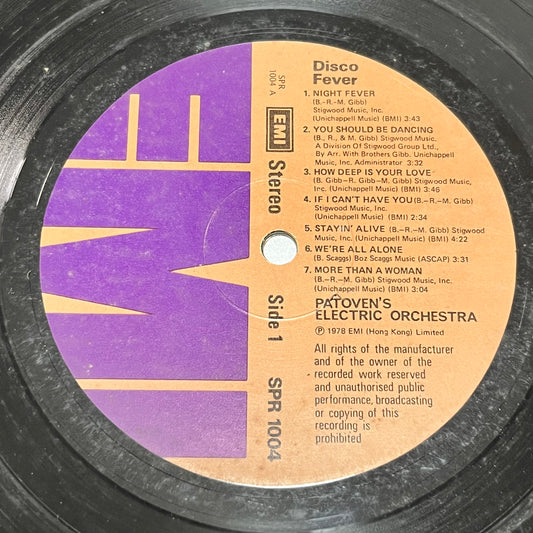 Disco
Fever
SPR
1004 A
1. NIGHT FEVER
(B.-R.-M. Gibb)
Stigwood Music, Inc.
(Unichappell Music) (BMI) 3:43
2. YOU SHOULD BE DANCING
(B., R., & M. Gibb) Stigwood Music.
A Division Of Stigwood Group Ltd.,
By Arr. With Brothers Gibb. Unichappell
Music, Inc. Administrator 3:32
3. HOW DEEP IS YOUR LOVE
(B. Gibb-R. Gibb-M. Gibb) Stigwood Music,
Inc. (Unichappell Music) (BMI) 3:46
4. IF I CAN'T HAVE YOU (B.-R.-M. Gibb)
Stigwood Music, Inc.
(Unichappell Music) (BMI) 2:34
5. STAYIN' ALIVE (B.-R.-M. Gibb) Stigwood
Music, Inc. (Unichappell Music) (BMI) 4:22
6. WE'RE ALL ALONE
(B. Scaggs) Boz Scaggs Music (ASCAP) 3:31
7. MORE THAN A WOMAN
(B.-R.-M. Gibb) Stigwood Music, Inc.
(Unichappell Music) (BMI) 3:04
PATOVEN'S
ELECTRIC ORCHESTRA
℗ 1978 EMI (Hong Kong) Limited
All rights of the manufacturer
and of the owner of the
recorded work reserved
and unauthorised public
performance, broadcasting
or copying of this
recording is
prohibited
EMI Stereo Side 1 SPR 1004
EMI